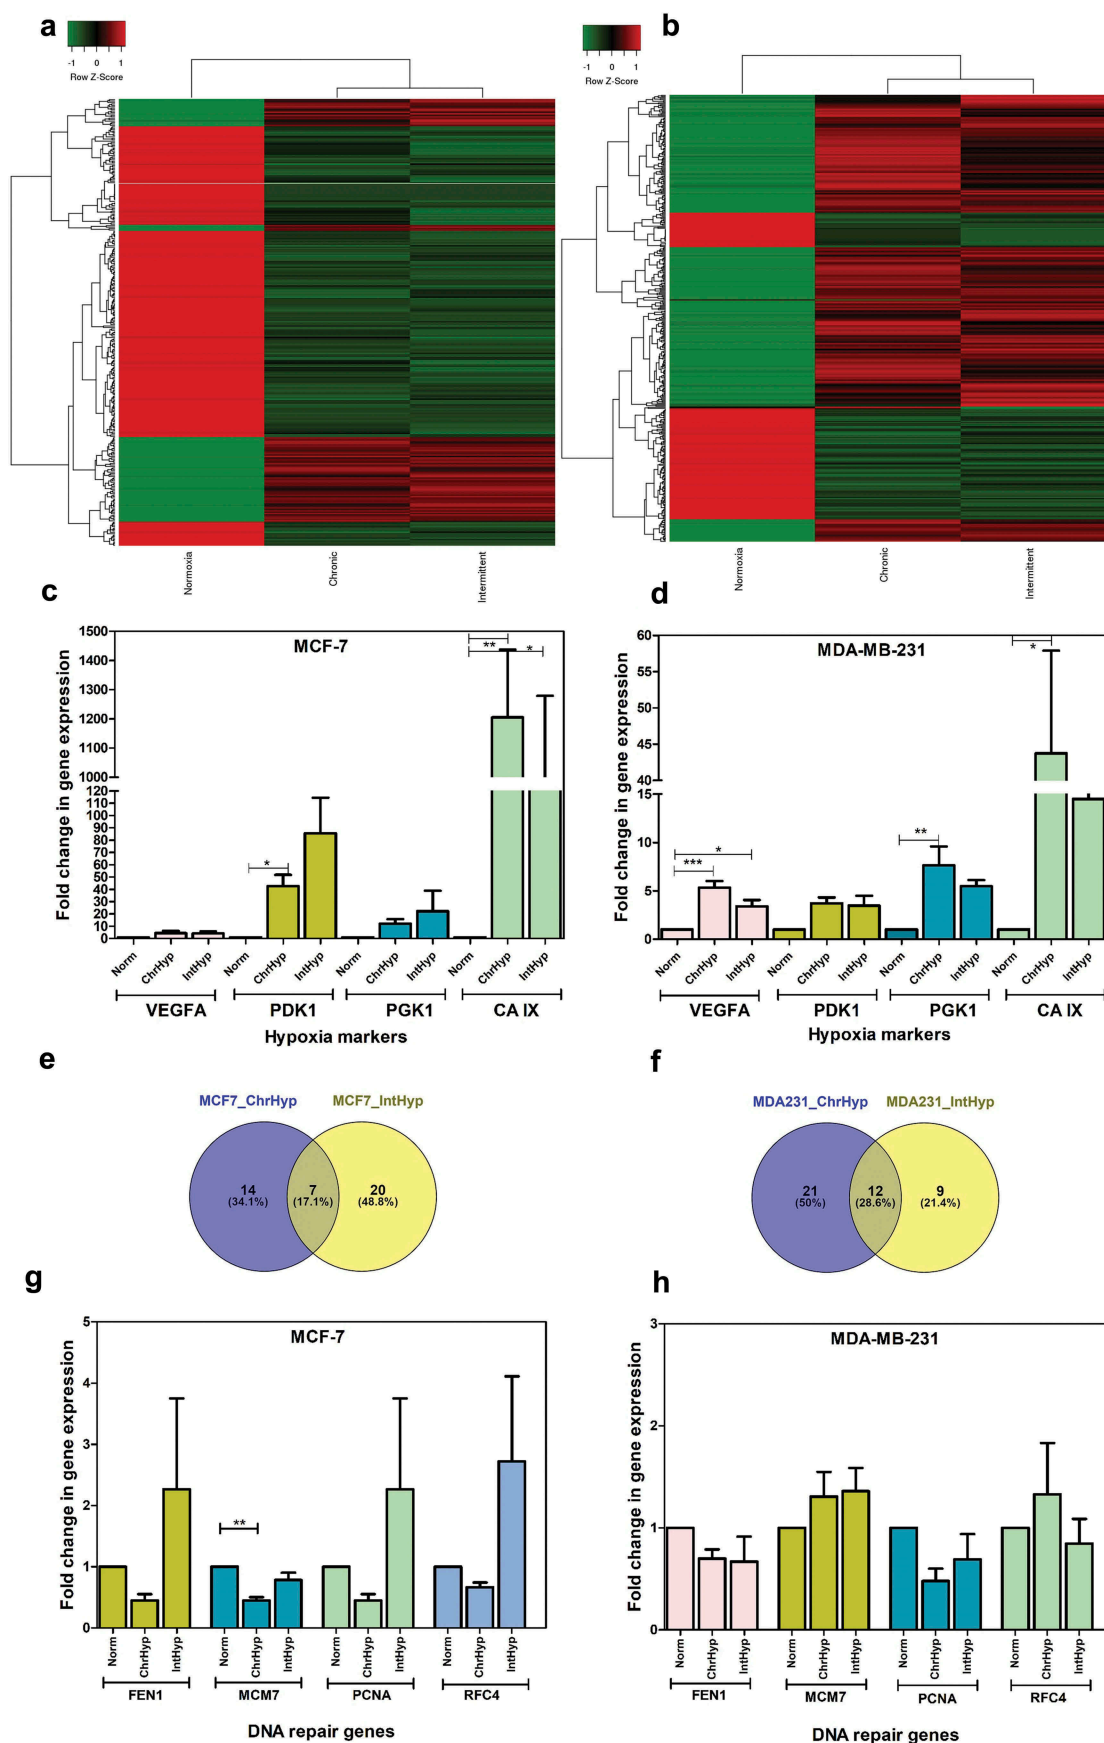 a
-1 0 1
Row Z-Score
Normoxia
Chronic
Intermittent
b
-1 0 1
Row Z-Score
Normoxia
Chronic
Intermittent
c
MCF-7
Fold change in gene expression
1500
1400
1300
1200
1100
1000
120
110
100
90
80
70
60
50
40
30
20
10
0
*
**
*
Norm ChrHyp IntHyp Norm ChrHyp IntHyp Norm ChrHyp IntHyp Norm ChrHyp IntHyp
VEGFA PDK1 PGK1 CA IX
Hypoxia markers
d
MDA-MB-231
Fold change in gene expression
60
55
50
45
40
15
10
5
0
***
*
**
*
Norm ChrHyp IntHyp Norm ChrHyp IntHyp Norm ChrHyp IntHyp Norm ChrHyp IntHyp
VEGFA PDK1 PGK1 CA IX
Hypoxia markers
e
MCF7_ChrHyp MCF7_IntHyp
14 7 20
(34.1%) (17.1%) (48.8%)
f
MDA231_ChrHyp MDA231_IntHyp
21 12 9
(50%) (28.6%) (21.4%)
g
MCF-7
Fold change in gene expression
5
4
3
2
1
0
**
Norm ChrHyp IntHyp Norm ChrHyp IntHyp Norm ChrHyp IntHyp Norm ChrHyp IntHyp
FEN1 MCM7 PCNA RFC4
DNA repair genes
h
MDA-MB-231
Fold change in gene expression
3
2
1
0
Norm ChrHyp IntHyp Norm ChrHyp IntHyp Norm ChrHyp IntHyp Norm ChrHyp IntHyp
FEN1 MCM7 PCNA RFC4
DNA repair genes